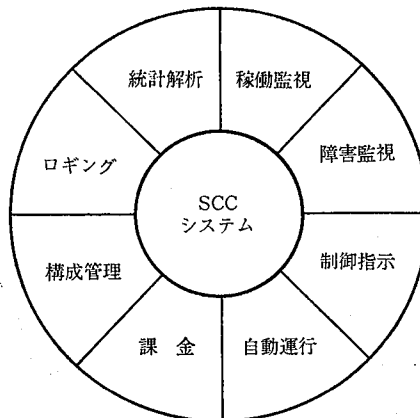 統計解析
稼働監視
ロギング
障害監視
SCC
システム
構成管理
制御指示
課 金
自動運行